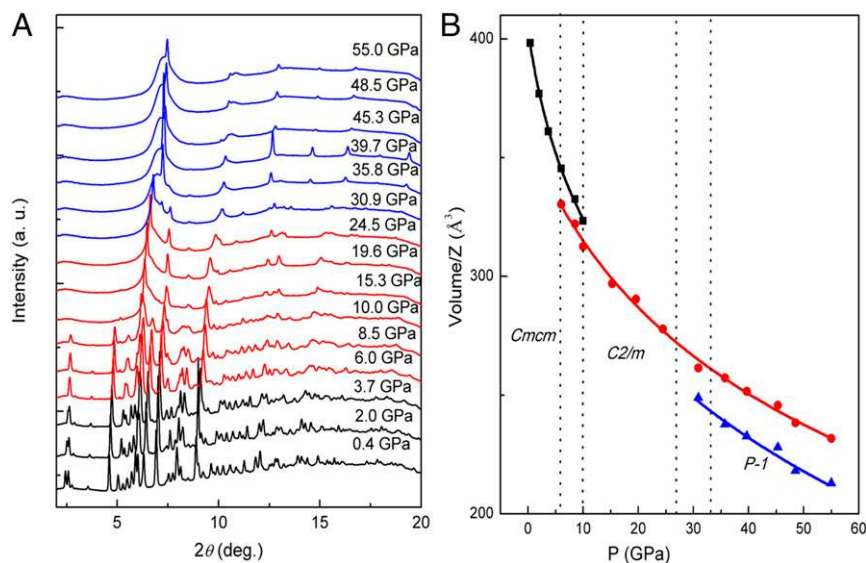 A
Intensity (a. u.)
55.0 GPa
48.5 GPa
45.3 GPa
39.7 GPa
35.8 GPa
30.9 GPa
24.5 GPa
19.6 GPa
15.3 GPa
10.0 GPa
8.5 GPa
6.0 GPa
3.7 GPa
2.0 GPa
0.4 GPa
5 10 15 20
2θ (deg.)
B
Volume/Z (Å³)
400
300
200
Cmcm
C2/m
P-1
0 10 20 30 40 50 60
P (GPa)